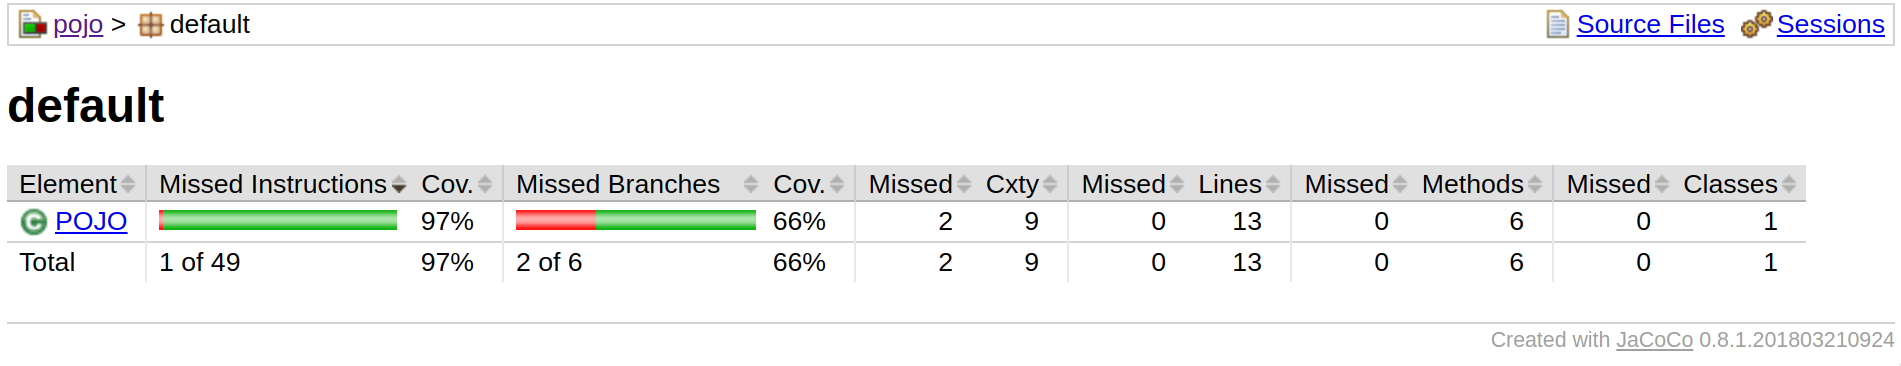 pojo > default Source Files Sessions
default
Element Missed Instructions Cov. Missed Branches Cov. Missed Cxty Missed Lines Missed Methods Missed Classes
C POJO 97% 66% 2 9 0 13 0 6 0 1
Total 1 of 49 97% 2 of 6 66% 2 9 0 13 0 6 0 1
Created with JaCoCo 0.8.1.201803210924